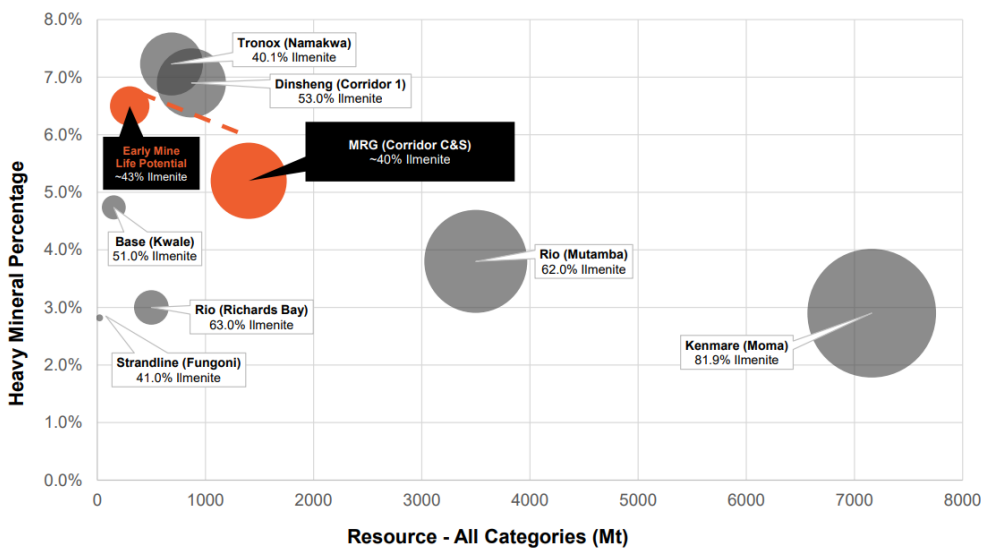 8.0%
7.0%
6.0%
5.0%
4.0%
3.0%
2.0%
1.0%
0.0%
Heavy Mineral Percentage
Tronox (Namakwa)
40.1% Ilmenite
Dinsheng (Corridor 1)
53.0% Ilmenite
Early Mine
Life Potential
~43% Ilmenite
MRG (Corridor C&S)
~40% Ilmenite
Base (Kwale)
51.0% Ilmenite
Rio (Mutamba)
62.0% Ilmenite
Rio (Richards Bay)
63.0% Ilmenite
Strandline (Fungoni)
41.0% Ilmenite
Kenmare (Moma)
81.9% Ilmenite
0 1000 2000 3000 4000 5000 6000 7000 8000
Resource - All Categories (Mt)